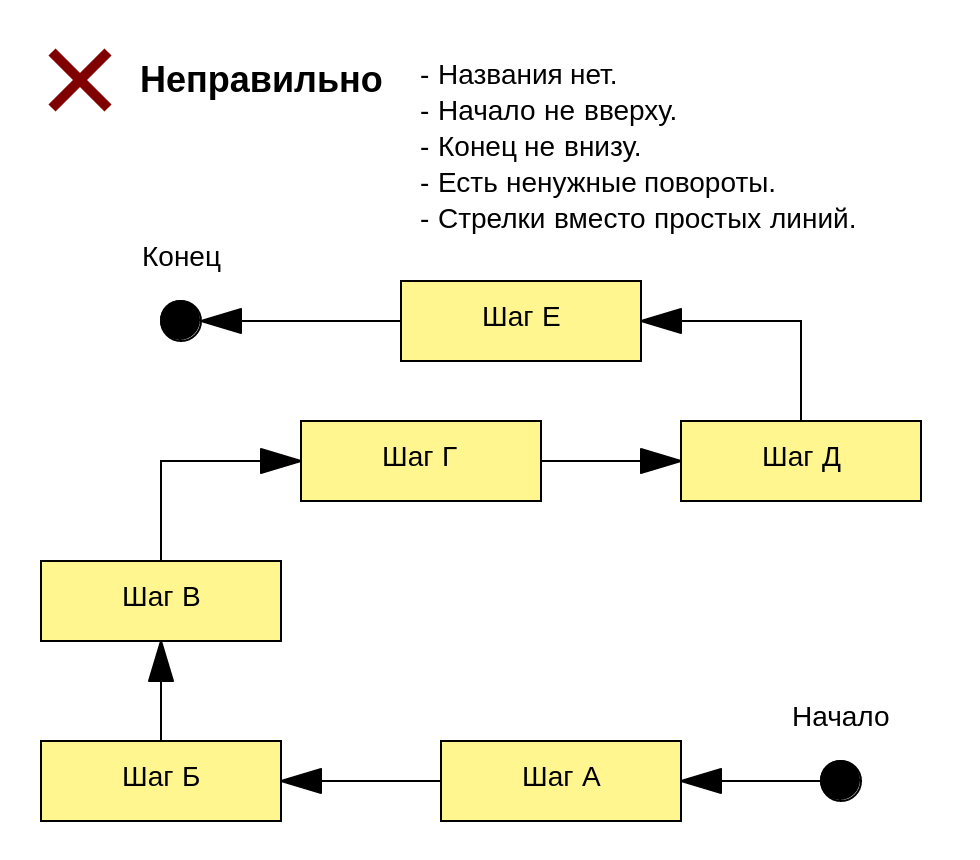 Неправильно
- Названия нет.
- Начало не вверху.
- Конец не внизу.
- Есть ненужные повороты.
- Стрелки вместо простых линий.
Конец
Шаг Е
Шаг Г
Шаг Д
Шаг В
Начало
Шаг Б
Шаг А